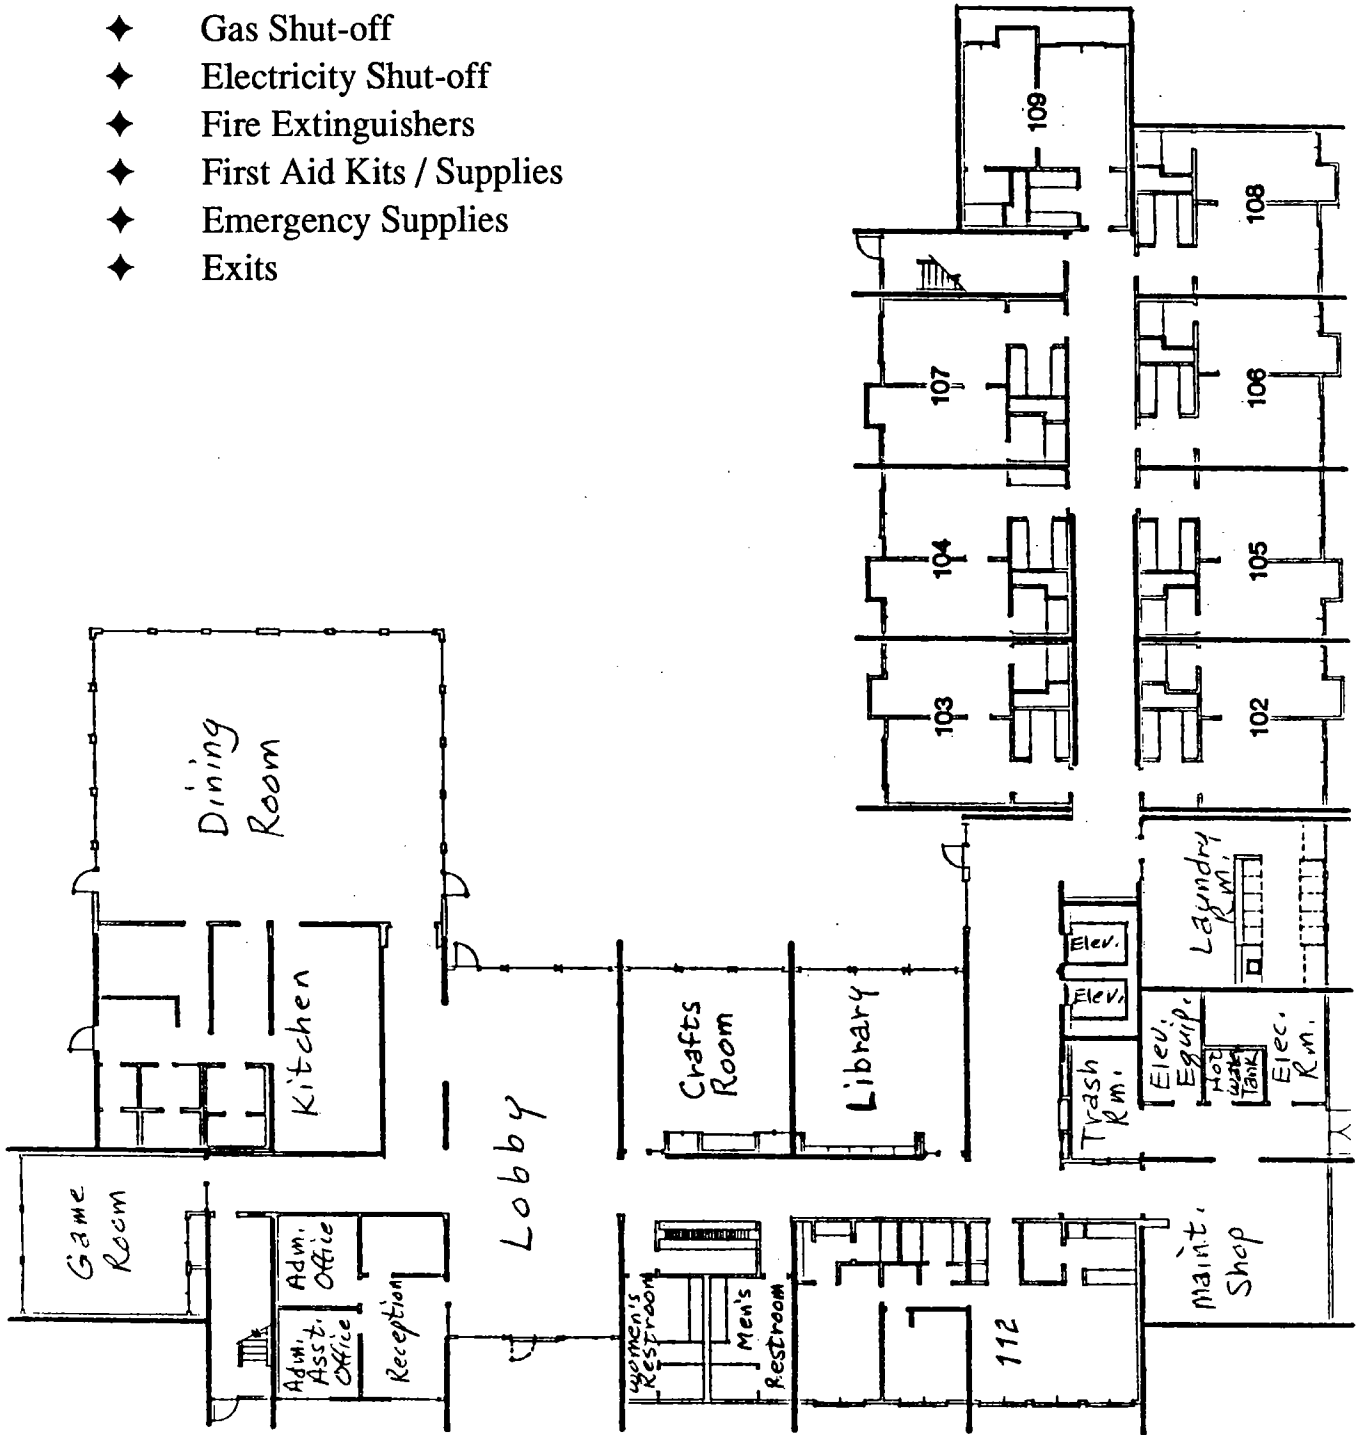 ✦ Gas Shut-off
✦ Electricity Shut-off
✦ Fire Extinguishers
✦ First Aid Kits / Supplies
✦ Emergency Supplies
✦ Exits
109
108
107
106
104
105
103
102
Dining
Room
Kitchen
Game
Room
Adm.
Office
Adm.
Asst.
Office
Reception
Lobby
Crafts
Room
Library
Women's
Restroom
Men's
Restroom
112
Elev.
Elev.
Laundry
Rm.
Trash
Rm.
Elev.
Equip.
Hot
Water
Tank
Elec.
Rm.
Maint.
Shop